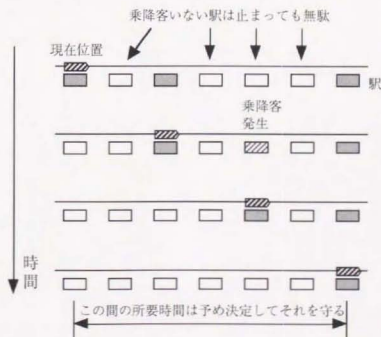 乗降客いない駅は止まっても無駄
現在位置
駅
乗降客
発生
時間
この間の所要時間は予め決定してそれを守る